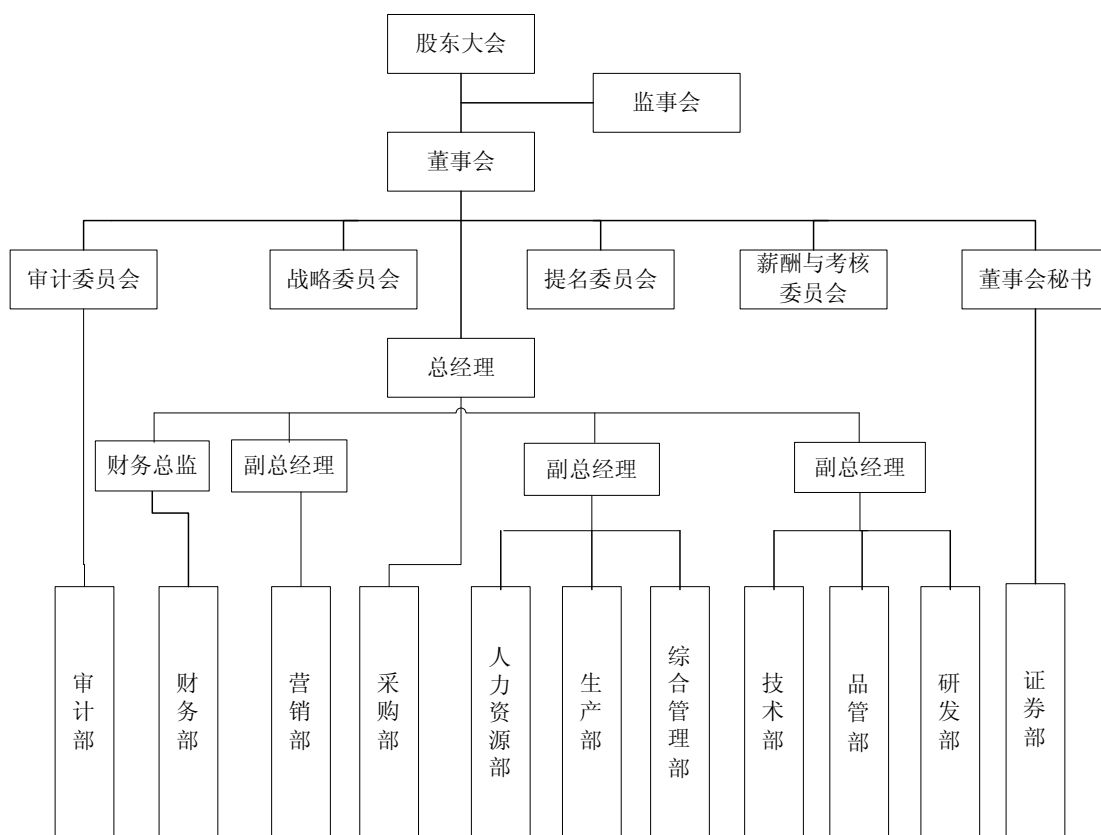 股东大会
监事会
董事会
审计委员会
战略委员会
提名委员会
薪酬与考核
委员会
董事会秘书
总经理
财务总监
副总经理
副总经理
副总经理
审计部
财务部
营销部
采购部
人力资源部
生产部
综合管理部
技术部
品管部
研发部
证券部